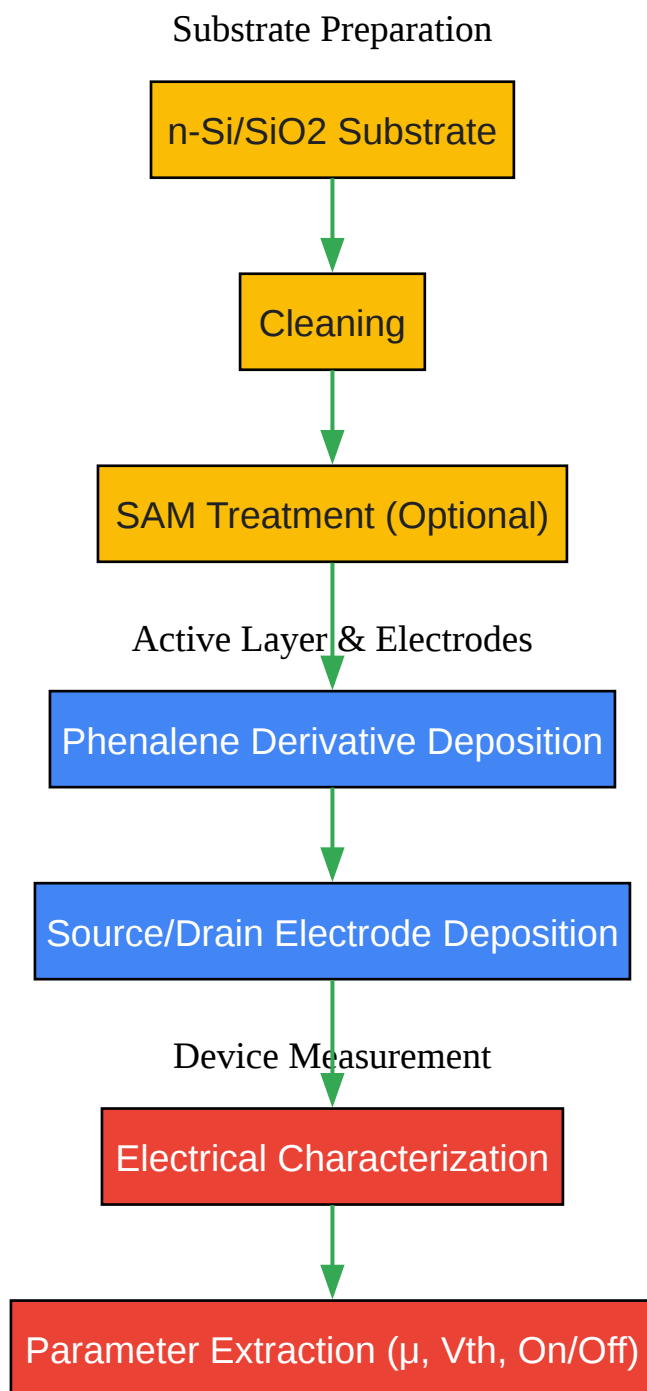 Substrate Preparation
n-Si/SiO2 Substrate
Cleaning
SAM Treatment (Optional)
Active Layer & Electrodes
Phenalene Derivative Deposition
Source/Drain Electrode Deposition
Device Measurement
Electrical Characterization
Parameter Extraction (μ, Vth, On/Off)